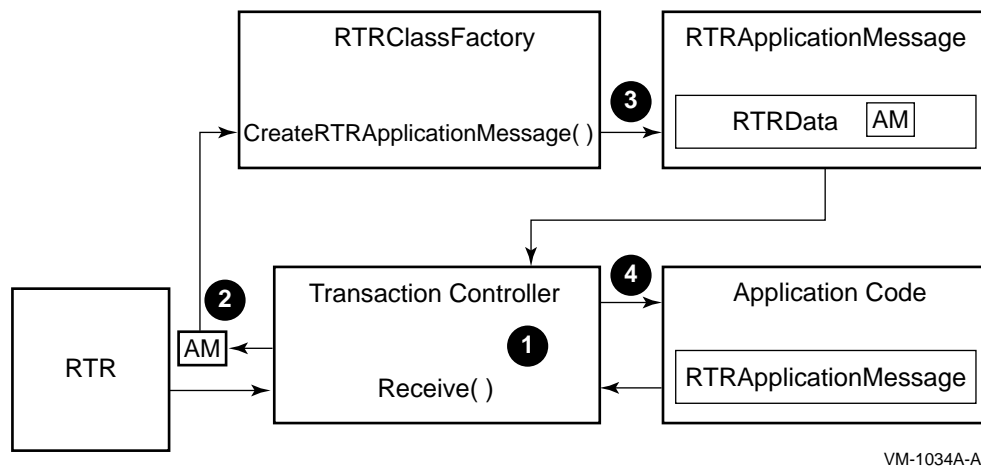 RTRClassFactory
CreateRTRApplicationMessage( )
3
RTRApplicationMessage
RTRData
AM
RTR
2
AM
Transaction Controller
1
Receive( )
4
Application Code
RTRApplicationMessage
VM-1034A-AI